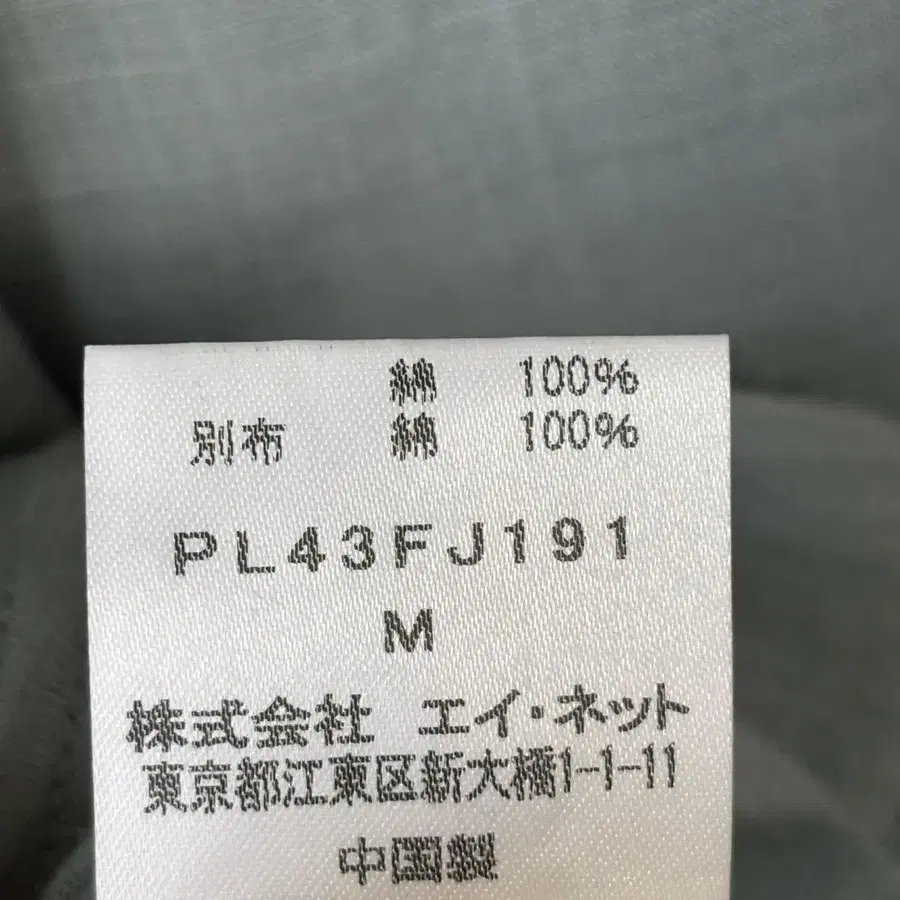 綿 100%
別布 綿 100%
PL43FJ191
M
株式会社 エイ・ネット
東京都江東区新大橋1-1-11
中国製